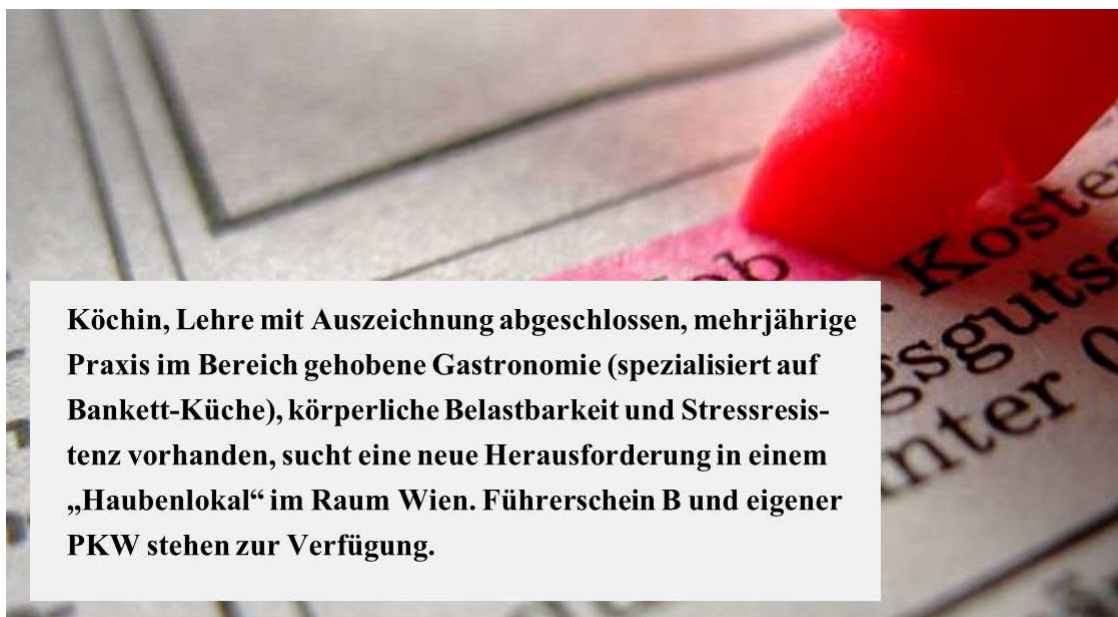 Köchin, Lehre mit Auszeichnung abgeschlossen, mehrjährige
Praxis im Bereich gehobene Gastronomie (spezialisiert auf
Bankett-Küche), körperliche Belastbarkeit und Stressresis-
tenz vorhanden, sucht eine neue Herausforderung in einem
„Haubenlokal“ im Raum Wien. Führerschein B und eigener
PKW stehen zur Verfügung.